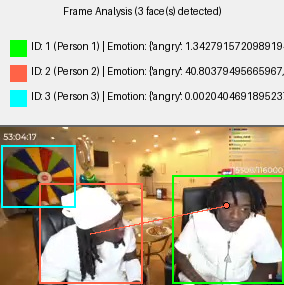 Frame Analysis (3 face(s) detected)
ID: 1 (Person 1) | Emotion: {'angry': 1.342791572098919
ID: 2 (Person 2) | Emotion: {'angry': 40.80379495665967,
ID: 3 (Person 3) | Emotion: {'angry': 0.002040469189523
53:04:17